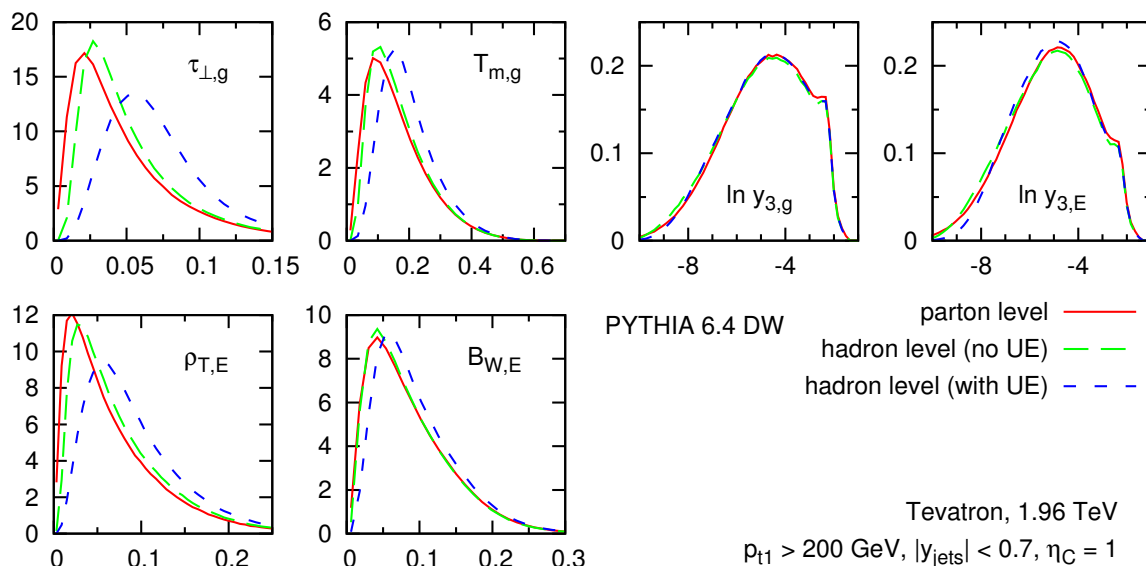 20
15
10
5
0
0 0.05 0.1 0.15
τ⊥,g
6
4
2
0
0 0.2 0.4 0.6
Tm,g
0.2
0.1
0
-8 -4
ln y3,g
0.2
0.1
0
-8 -4
ln y3,E
12
10
8
6
4
2
0
0 0.1 0.2
ρT,E
10
8
6
4
2
0
0 0.1 0.2 0.3
BW,E
PYTHIA 6.4 DW
parton level
hadron level (no UE)
hadron level (with UE)
Tevatron, 1.96 TeV
pt1 > 200 GeV, |yjets| < 0.7, ηC = 1